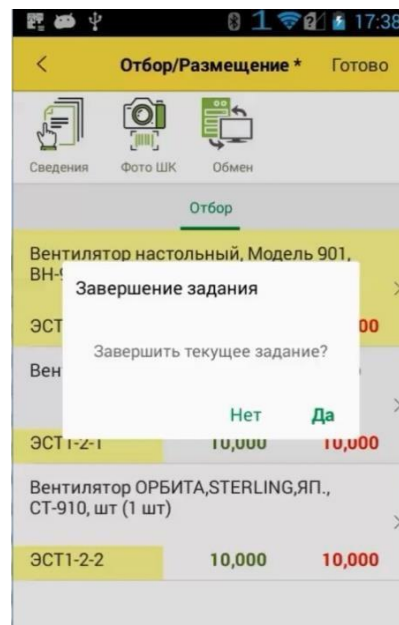 1 17:38
Отбор/Размещение * Готово
Сведения Фото ШК Обмен
Отбор
Вентилятор настольный, Модель 901,
Завершение задания
Завершить текущее задание?
Нет Да
ЭСТ1-2-1 10,000 10,000
Вентилятор ОРБИТА,STERLING,ЯП.,
СТ-910, шт (1 шт)
ЭСТ1-2-2 10,000 10,000